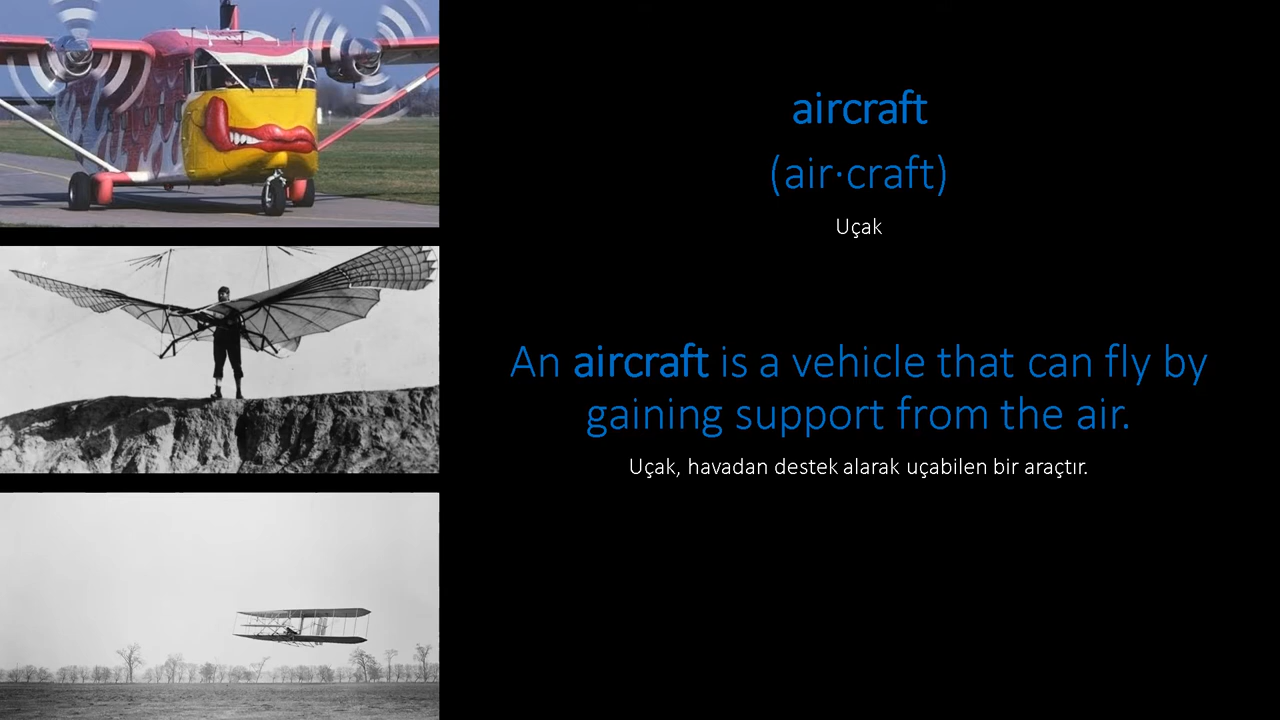 aircraft
(air·craft)
Uçak
An aircraft is a vehicle that can fly by
gaining support from the air.
Uçak, havadan destek alarak uçabilen bir araçtır.